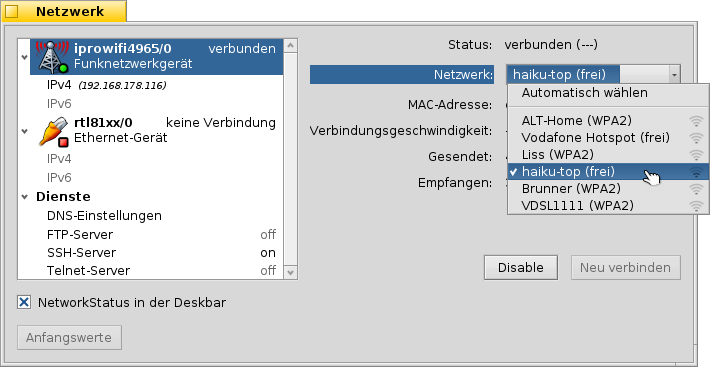 Netzwerk
iprowifi4965/0 verbunden
Funknetzwerkgerät
IPv4 (192.168.178.116)
IPv6
rtl81xx/0 keine Verbindung
Ethernet-Gerät
IPv4
IPv6
Dienste
DNS-Einstellungen
FTP-Server off
SSH-Server on
Telnet-Server off
Status: verbunden (---)
Netzwerk: haiku-top (frei)
MAC-Adresse:
Verbindungsgeschwindigkeit:
Gesendet:
Empfangen:
Automatisch wählen
ALT-Home (WPA2)
Vodafone Hotspot (frei)
Liss (WPA2)
haiku-top (frei)
Brunner (WPA2)
VDSL1111 (WPA2)
Disable Neu verbinden
NetworkStatus in der Deskbar
Anfangswerte